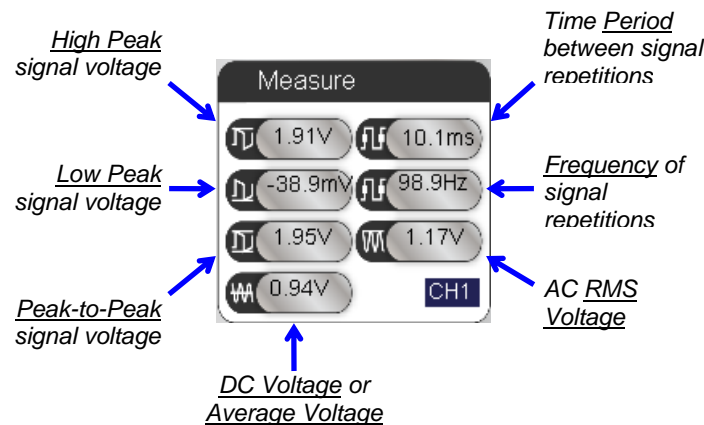 High Peak
signal voltage
Low Peak
signal voltage
Peak-to-Peak
signal voltage
Measure
1.91V
10.1ms
-38.9mV
98.9Hz
1.95V
1.17V
0.94V
CH1
Time Period
between signal
repetitions
Frequency of
signal
repetitions
AC RMS
Voltage
DC Voltage or
Average Voltage